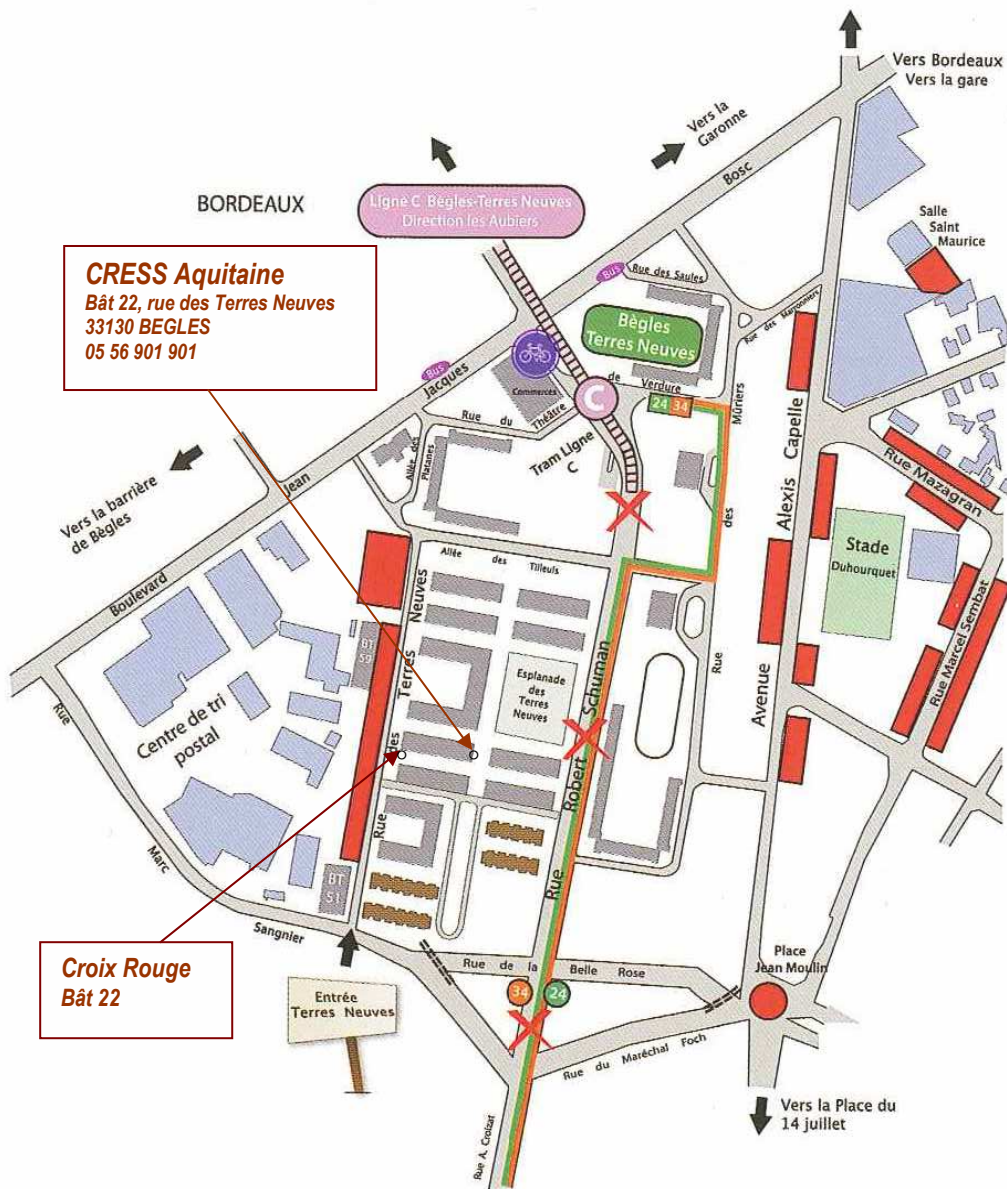 Vers Bordeaux
Vers la gare
Vers la
Garonne
Bosc
BORDEAUX
Ligne C Bègles-Terres Neuves
Direction les Aubiers
Salle
Saint
Maurice
CRESS Aquitaine
Bât 22, rue des Terres Neuves
33130 BEGLES
05 56 901 901
Bus
Rue des Saules
Rue des Marronniers
Bègles
Terres Neuves
Bus
Jacques
Commerces
de Verdure
24 34
C
Rue du Théâtre
Mûriers
Allée des
Platanes
Tram Ligne
C
Capelle
Rue Mazagran
Vers la barrière
de Bègles
Jean
des
Alexis
Stade
Duhourquet
Allée des Tilleuls
Boulevard
Neuves
BT
59
Terres
Esplanade
des
Terres
Neuves
Schuman
Rue
Avenue
Rue Marcel Sembat
Rue
Centre de tri
postal
des
Robert
Marc
Rue
BT
51
Rue
Sangnier
Place
Jean Moulin
Croix Rouge
Bât 22
Rue de la Belle Rose
34 24
Entrée
Terres Neuves
Rue du Maréchal Foch
Vers la Place du
14 juillet
Rue A. Croizat